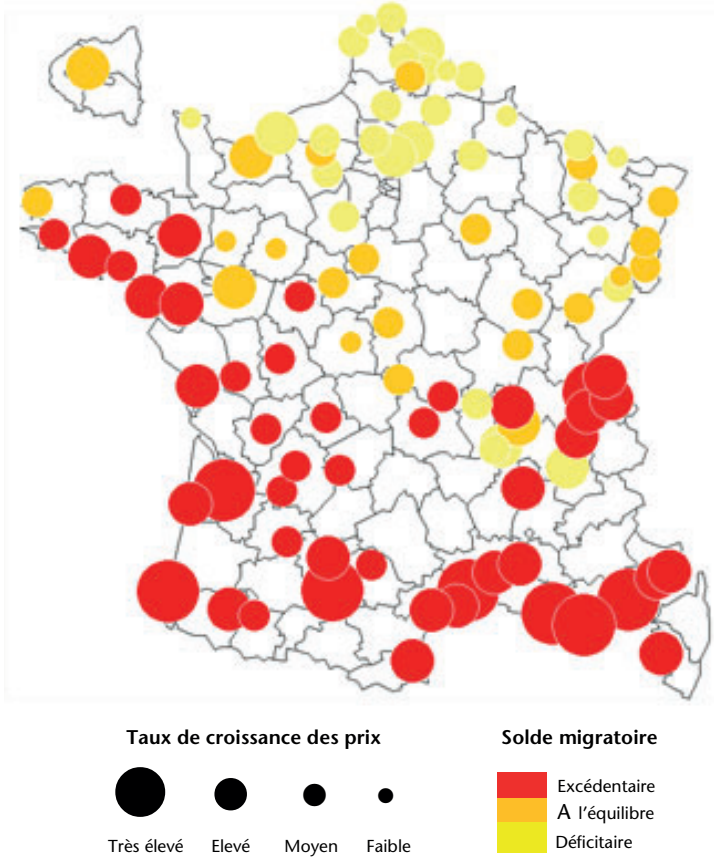 Taux de croissance des prix
Très élevé
Elevé
Moyen
Faible
Solde migratoire
Excédentaire
A l'équilibre
Déficitaire